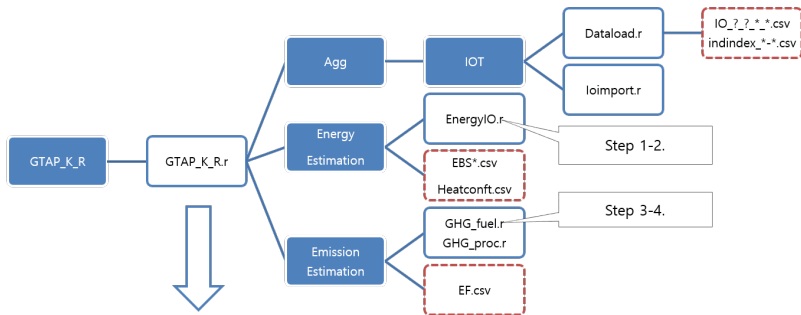 GTAP_K_R
GTAP_K_R.r
Agg
IOT
Dataload.r
IO_?_?_*_*.csv
indindex_*-*.csv
Ioimport.r
Energy
Estimation
EnergyIO.r
Step 1-2.
EBS*.csv
Heatconft.csv
Emission
Estimation
GHG_fuel.r
GHG_proc.r
Step 3-4.
EF.csv